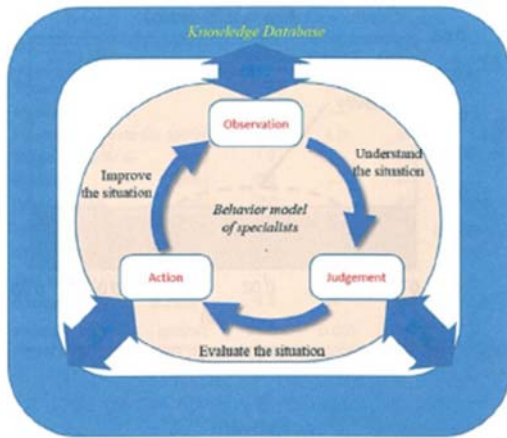 Knowledge Database
Observation
Understand
the situation
Improve
the situation
Behavior model
of specialists
Action
Judgement
Evaluate the situation